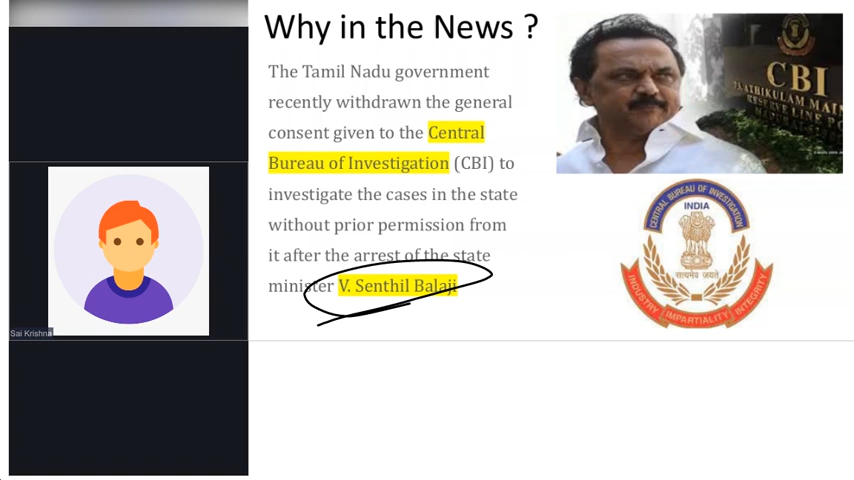 Why in the News ?
The Tamil Nadu government
recently withdrawn the general
consent given to the Central
Bureau of Investigation (CBI) to
investigate the cases in the state
without prior permission from
it after the arrest of the state
minister V. Senthil Balaji
CBI
RESERVE LINE
CENTRAL BUREAU OF INVESTIGATION
INDIA
सत्यमेव जयते
INDUSTRY IMPARTIALITY INTEGRITY
Sai Krishna